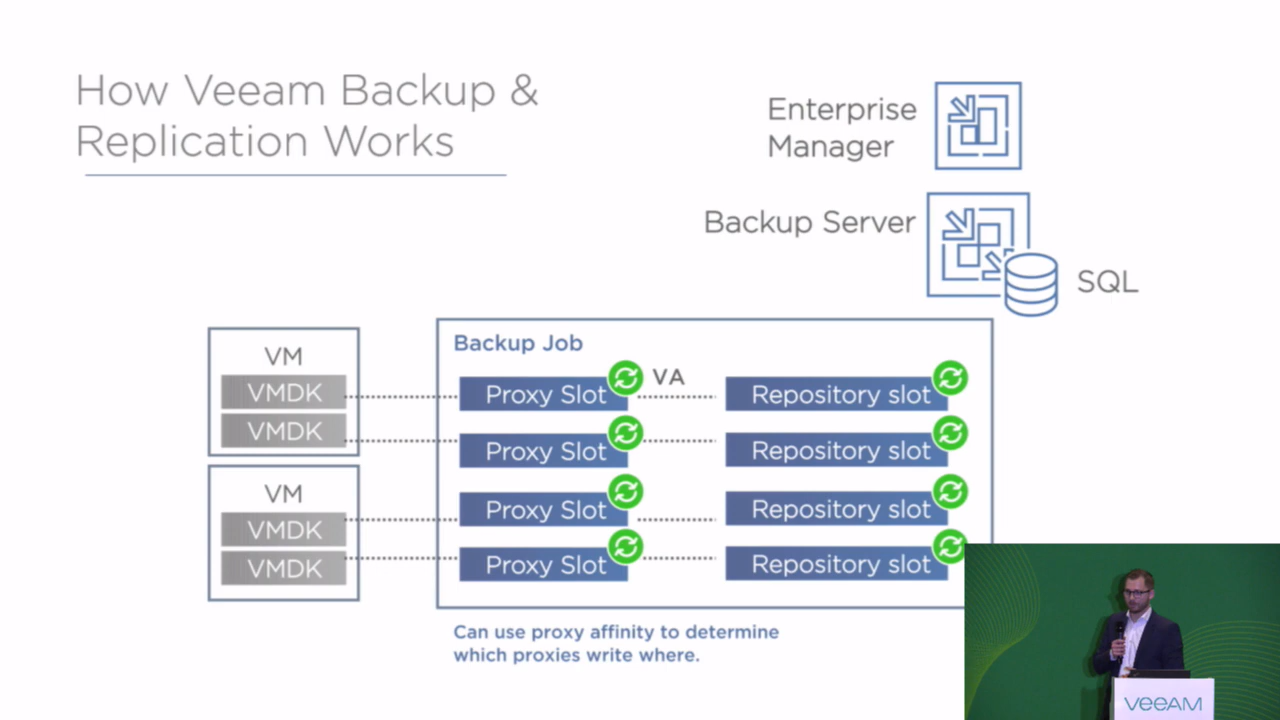 How Veeam Backup &
Replication Works
Enterprise
Manager
Backup Server
SQL
VM
VMDK
VMDK
VM
VMDK
VMDK
Backup Job
Proxy Slot
VA
Repository slot
Proxy Slot
Repository slot
Proxy Slot
Repository slot
Proxy Slot
Repository slot
Can use proxy affinity to determine
which proxies write where.
veeAM